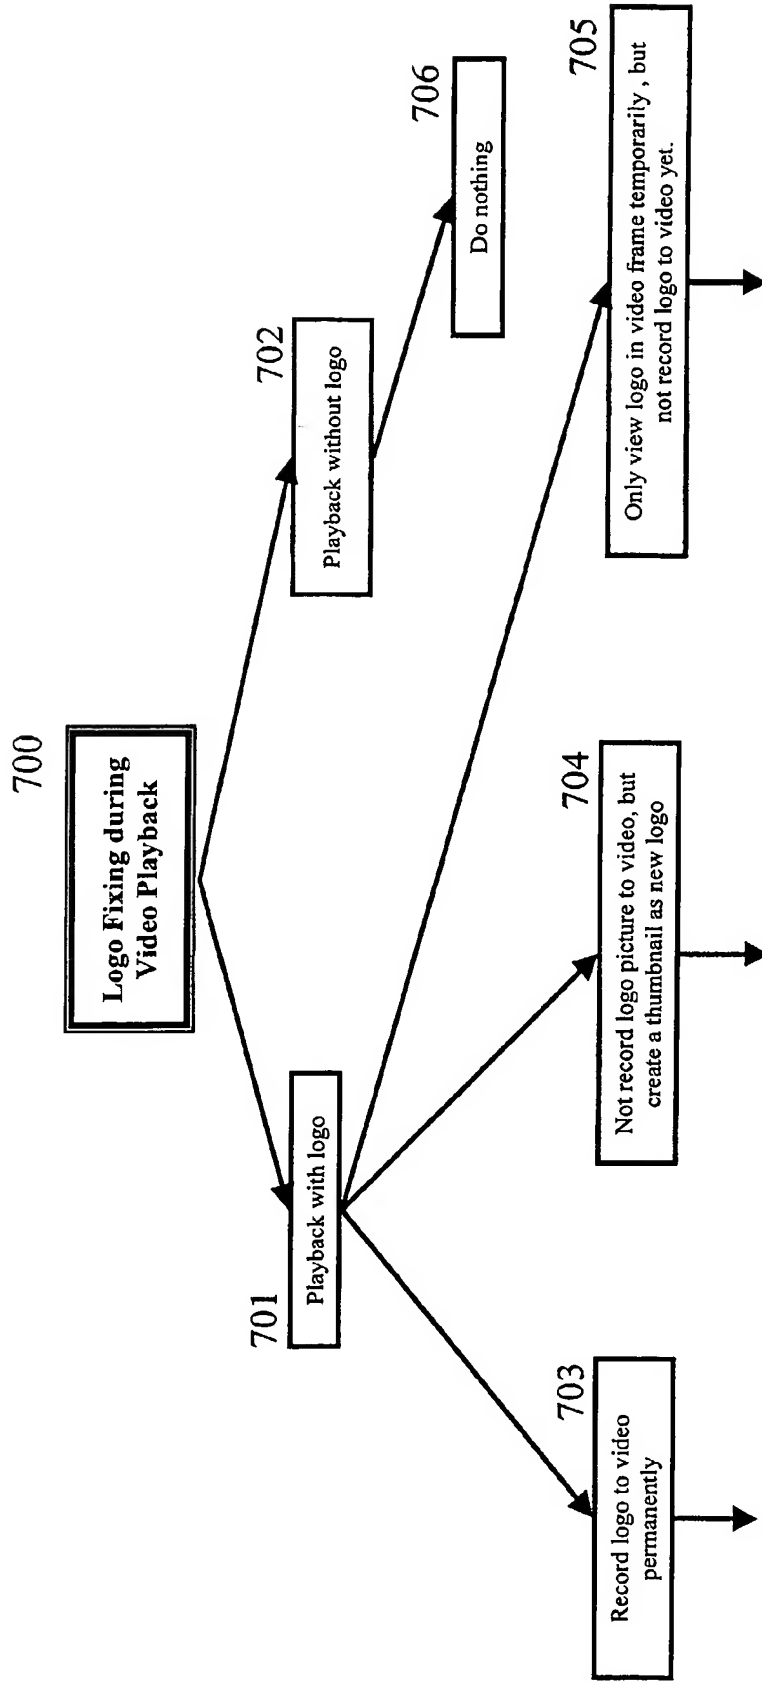 700
Logo Fixing during
Video Playback
701
Playback with logo
702
Playback without logo
706
Do nothing
703
Record logo to video
permanently
704
Not record logo picture to video, but
create a thumbnail as new logo
705
Only view logo in video frame temporarily , but
not record logo to video yet.